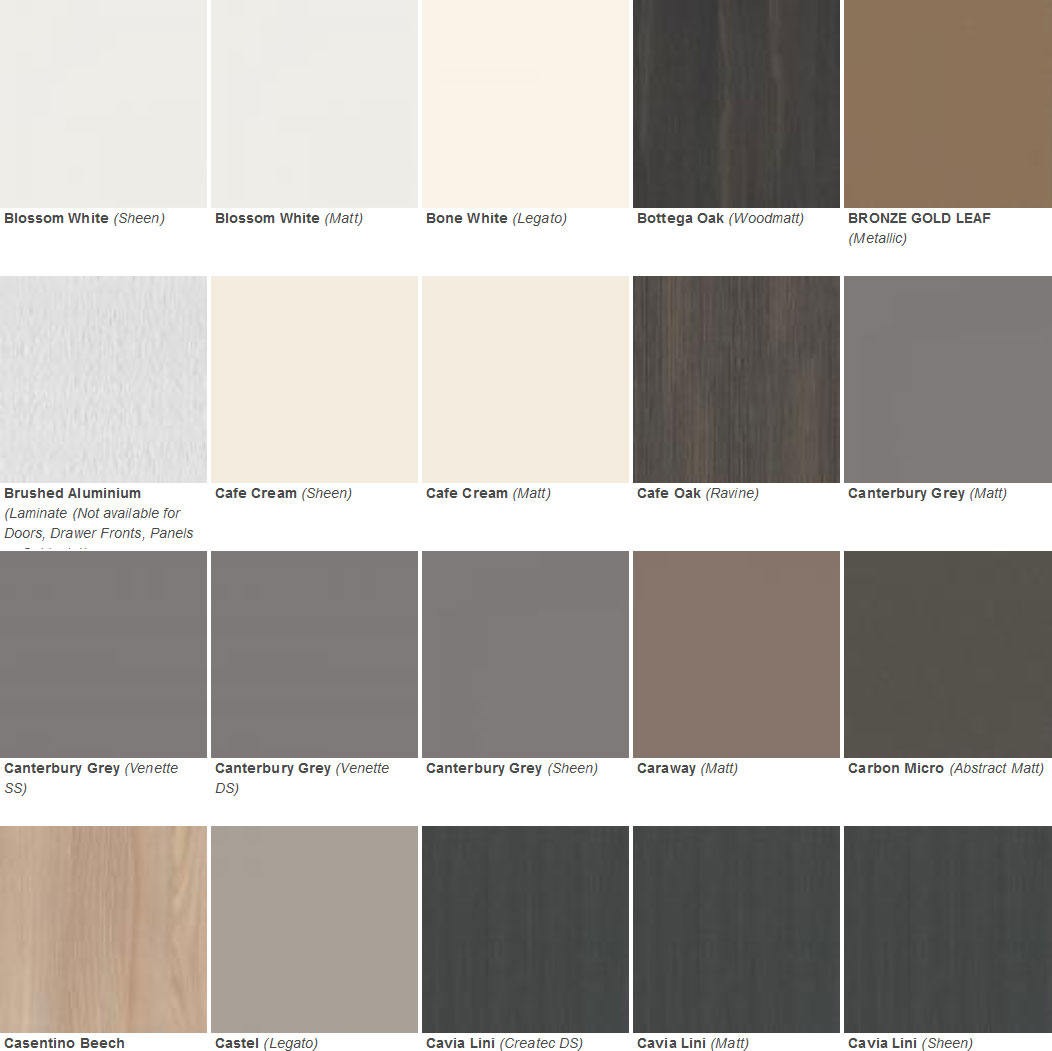 Blossom White (Sheen)
Blossom White (Matt)
Bone White (Legato)
Bottega Oak (Woodmatt)
BRONZE GOLD LEAF
(Metallic)
Brushed Aluminium
(Laminate (Not available for
Doors, Drawer Fronts, Panels
Cafe Cream (Sheen)
Cafe Cream (Matt)
Cafe Oak (Ravine)
Canterbury Grey (Matt)
Canterbury Grey (Venette
SS)
Canterbury Grey (Venette
DS)
Canterbury Grey (Sheen)
Caraway (Matt)
Carbon Micro (Abstract Matt)
Casentino Beech
Castel (Legato)
Cavia Lini (Createc DS)
Cavia Lini (Matt)
Cavia Lini (Sheen)